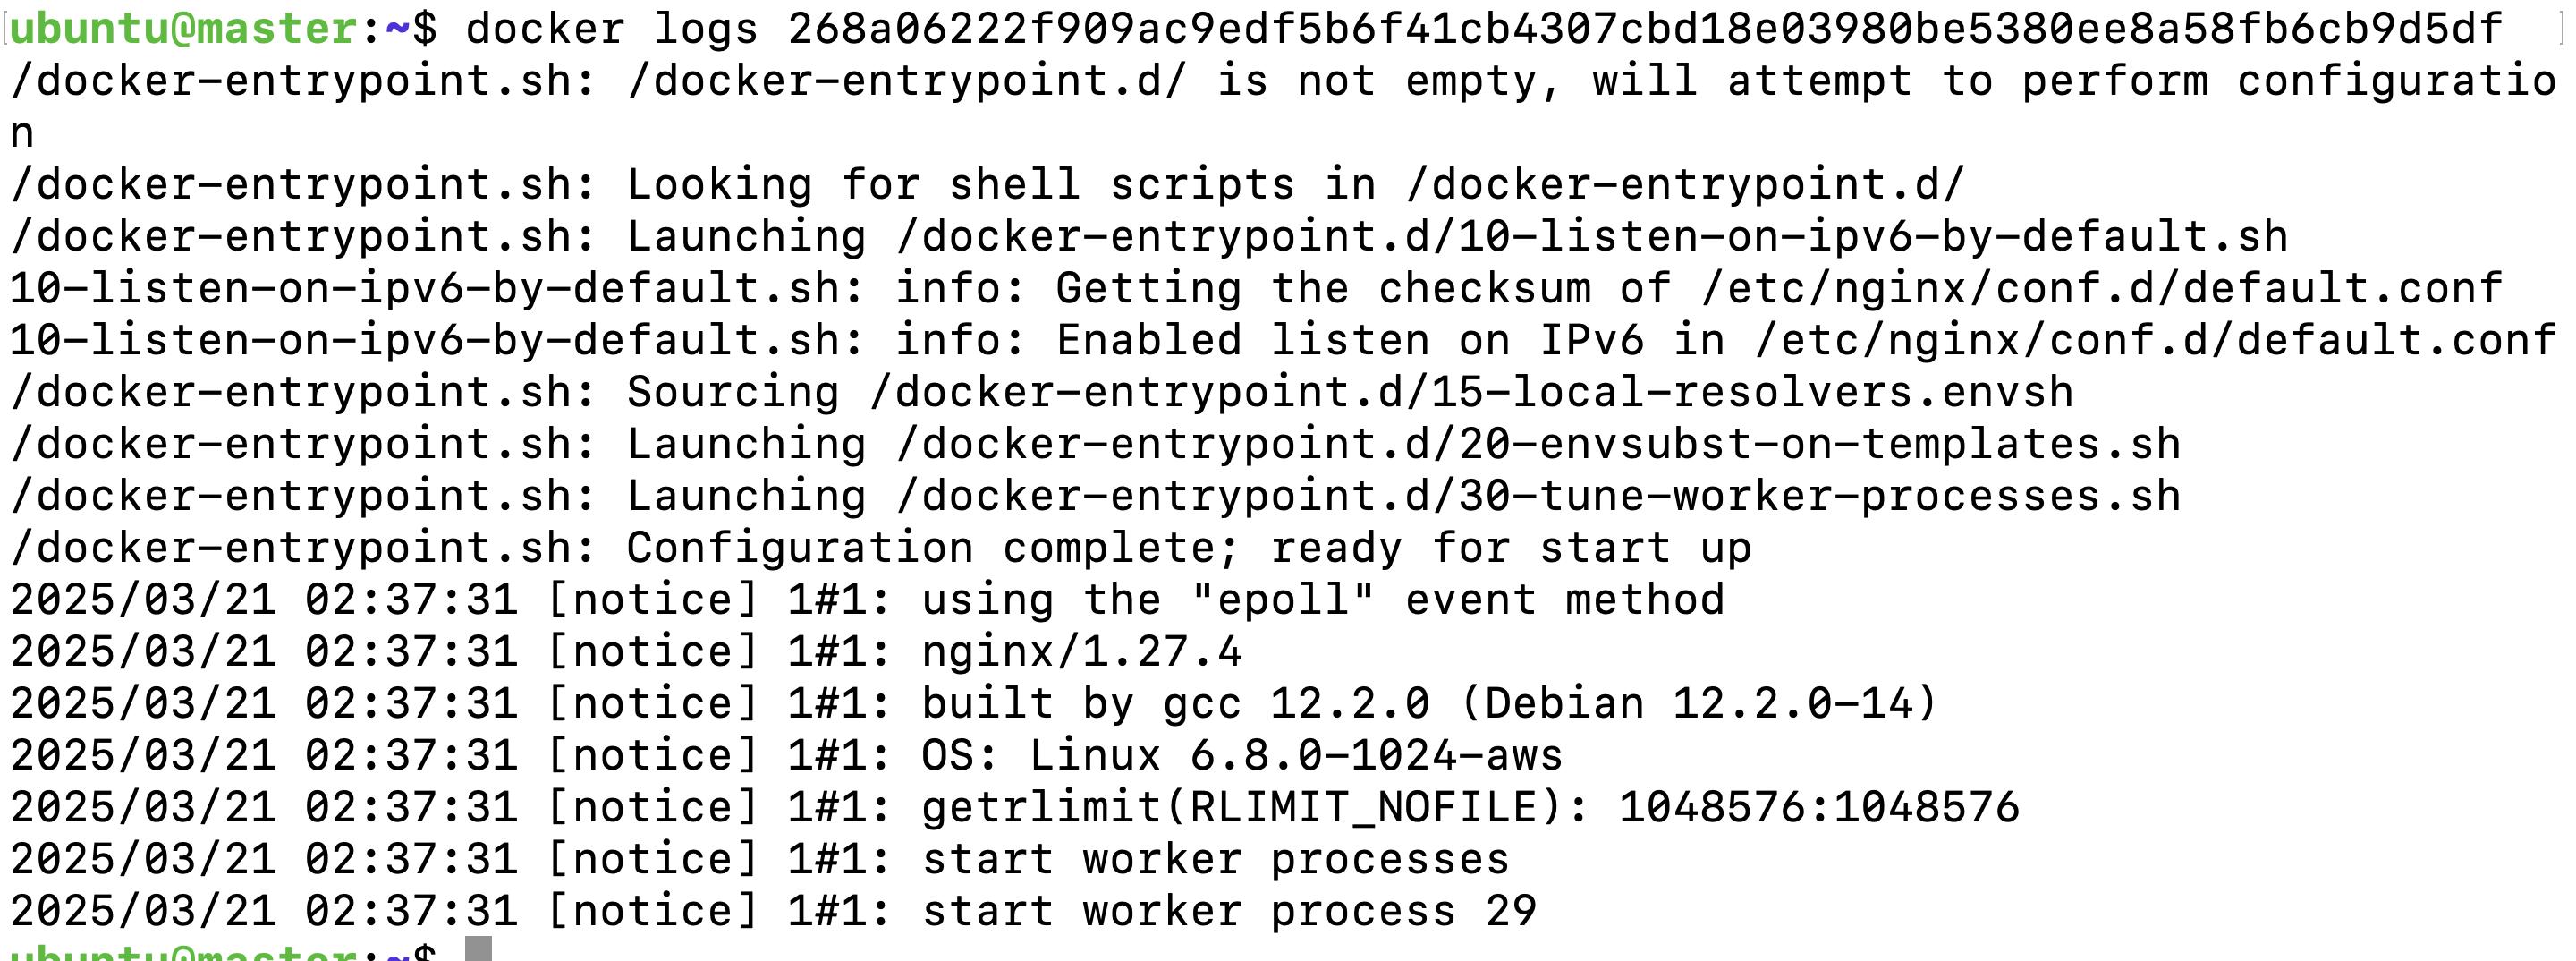 ubuntu@master:~$ docker logs 268a06222f909ac9edf5b6f41cb4307cbd18e03980be5380ee8a58fb6cb9d5df
/docker-entrypoint.sh: /docker-entrypoint.d/ is not empty, will attempt to perform configuratio
n
/docker-entrypoint.sh: Looking for shell scripts in /docker-entrypoint.d/
/docker-entrypoint.sh: Launching /docker-entrypoint.d/10-listen-on-ipv6-by-default.sh
10-listen-on-ipv6-by-default.sh: info: Getting the checksum of /etc/nginx/conf.d/default.conf
10-listen-on-ipv6-by-default.sh: info: Enabled listen on IPv6 in /etc/nginx/conf.d/default.conf
/docker-entrypoint.sh: Sourcing /docker-entrypoint.d/15-local-resolvers.envsh
/docker-entrypoint.sh: Launching /docker-entrypoint.d/20-envsubst-on-templates.sh
/docker-entrypoint.sh: Launching /docker-entrypoint.d/30-tune-worker-processes.sh
/docker-entrypoint.sh: Configuration complete; ready for start up
2025/03/21 02:37:31 [notice] 1#1: using the "epoll" event method
2025/03/21 02:37:31 [notice] 1#1: nginx/1.27.4
2025/03/21 02:37:31 [notice] 1#1: built by gcc 12.2.0 (Debian 12.2.0-14)
2025/03/21 02:37:31 [notice] 1#1: OS: Linux 6.8.0-1024-aws
2025/03/21 02:37:31 [notice] 1#1: getrlimit(RLIMIT_NOFILE): 1048576:1048576
2025/03/21 02:37:31 [notice] 1#1: start worker processes
2025/03/21 02:37:31 [notice] 1#1: start worker process 29
ubuntu@master:~$